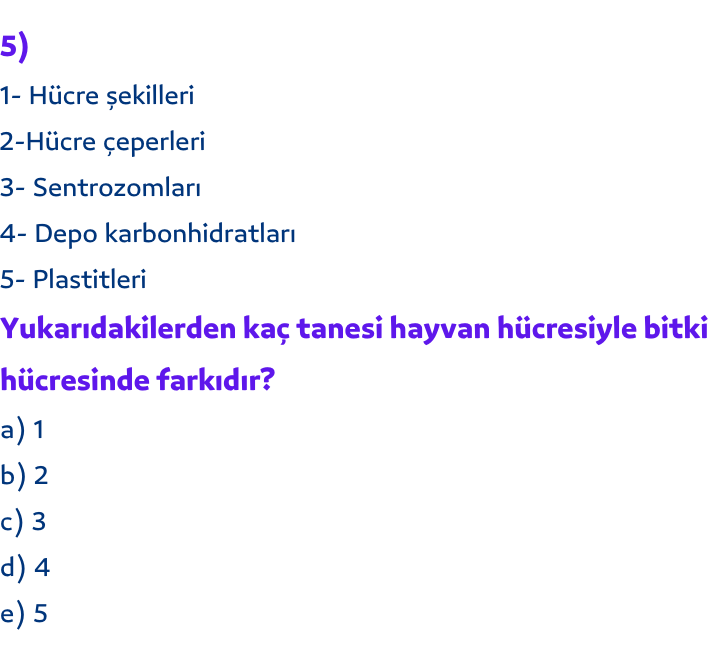 5)
1- Hücre şekilleri
2-Hücre çeperleri
3- Sentrozomları
4- Depo karbonhidratları
5- Plastitleri
Yukarıdakilerden kaç tanesi hayvan hücresiyle bitki
hücresinde farkıdır?
a) 1
b) 2
c) 3
d) 4
e) 5